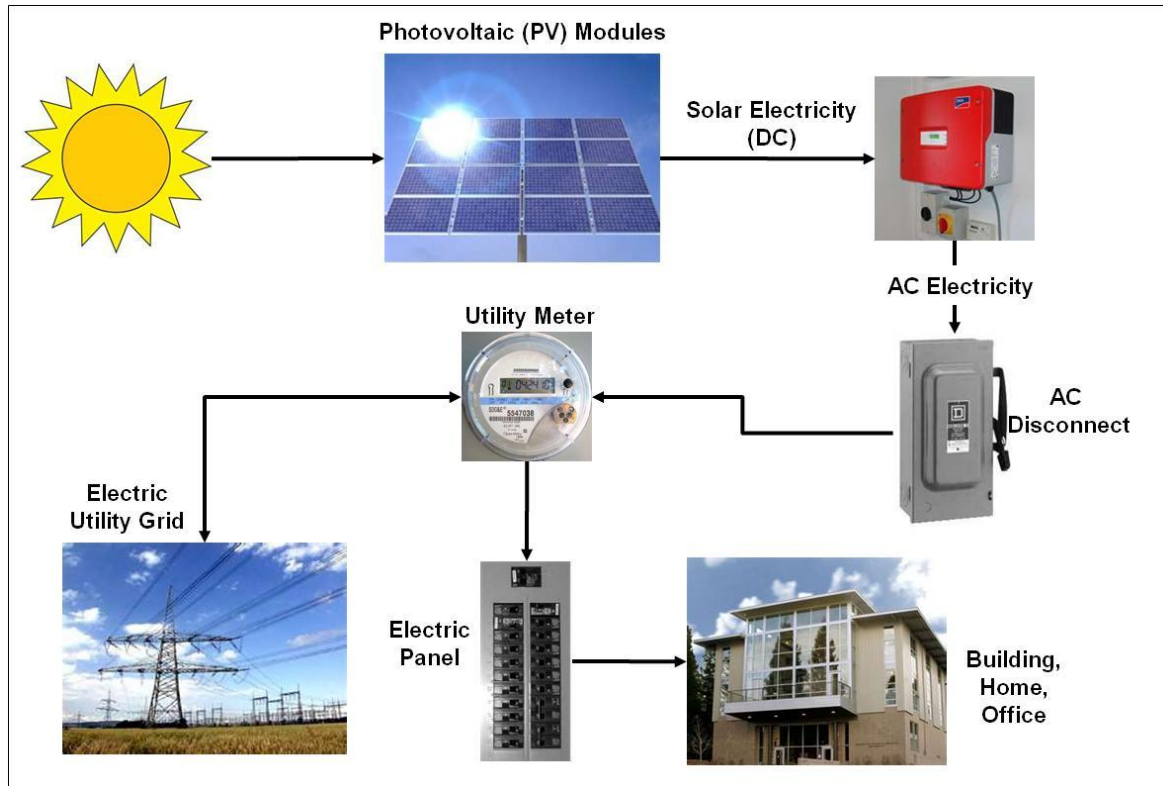 Photovoltaic (PV) Modules
Solar Electricity
(DC)
AC Electricity
Utility Meter
AC
Disconnect
5547038
Electric
Utility Grid
Electric
Panel
Building,
Home,
Office